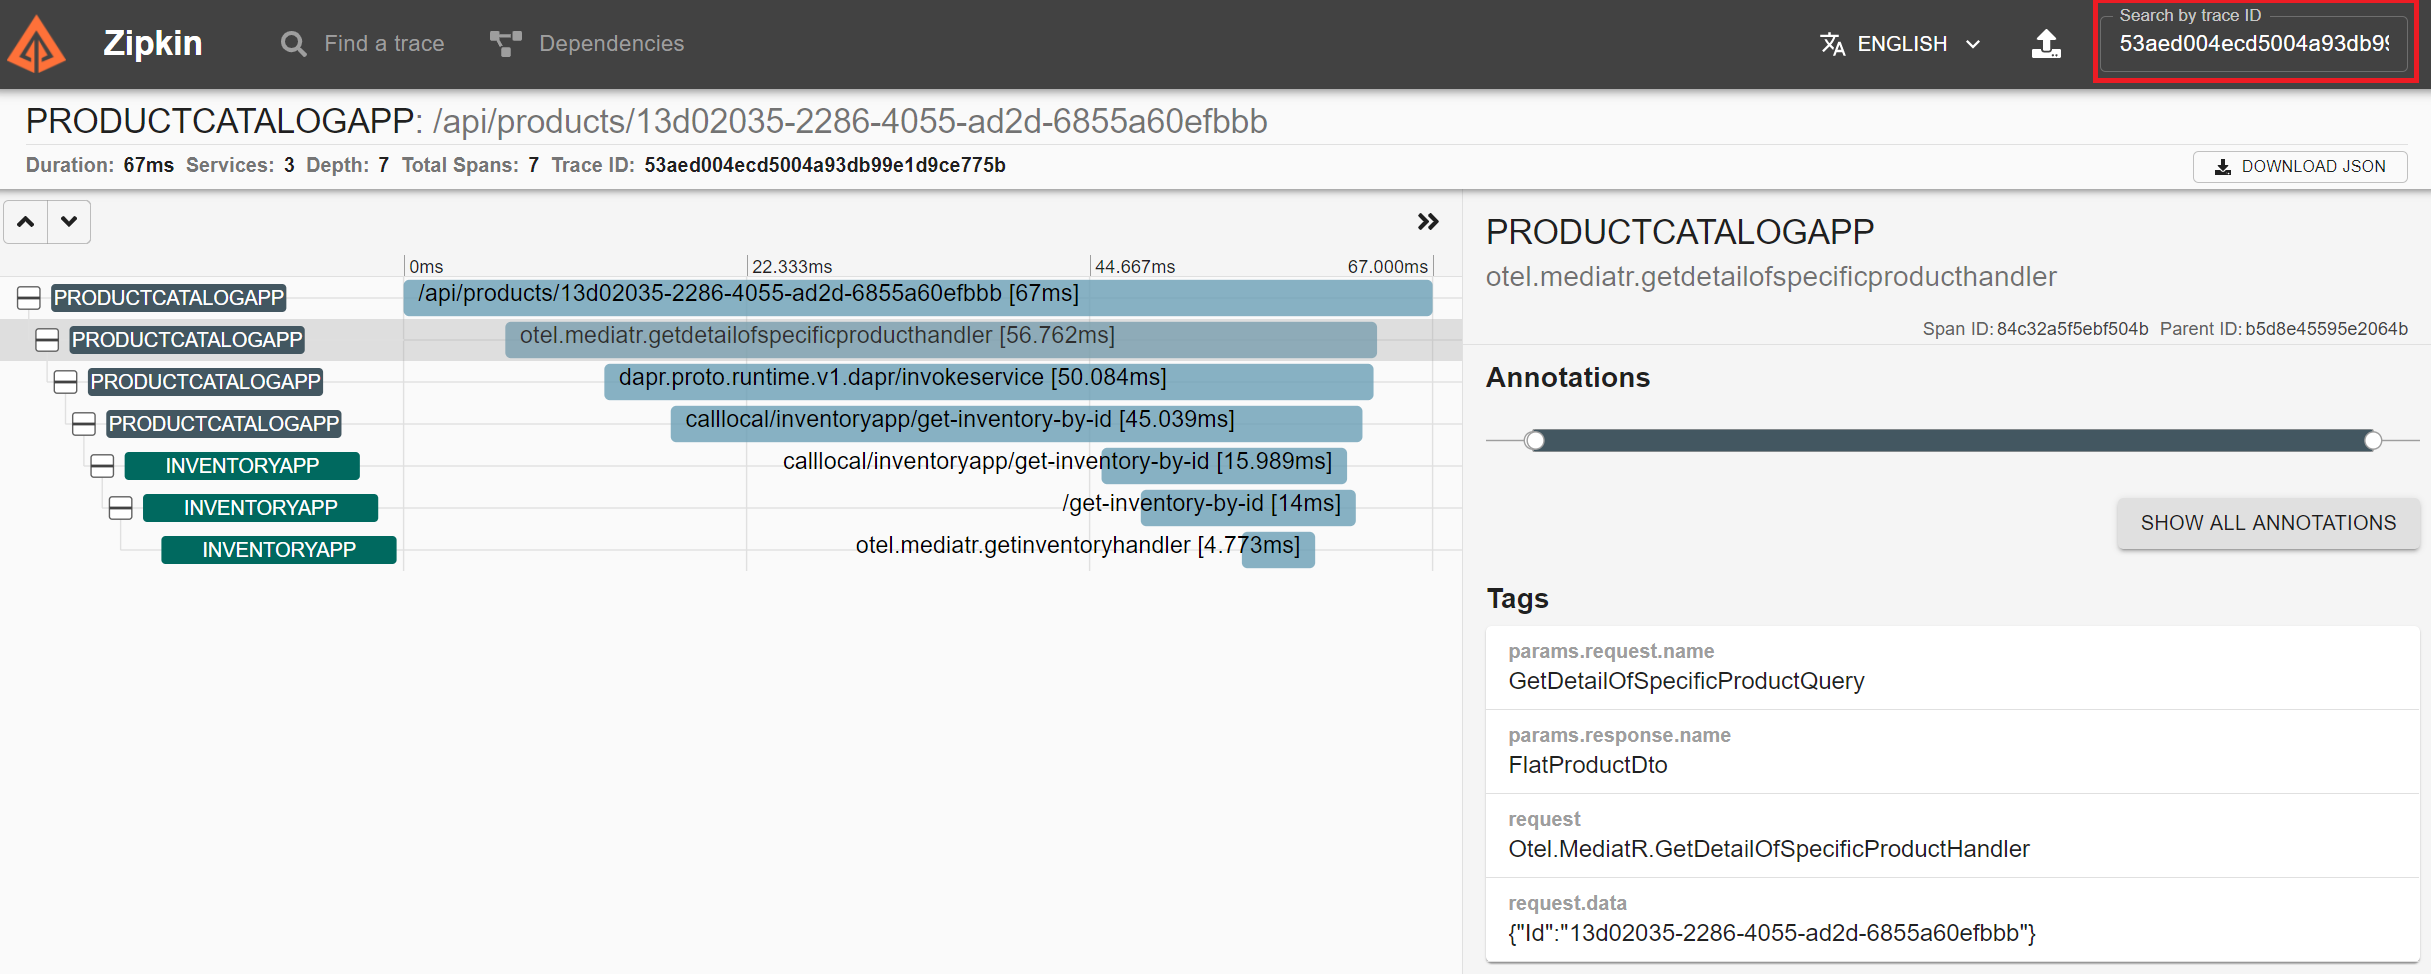 Zipkin
Find a trace
Dependencies
ENGLISH
Search by trace ID
53aed004ecd5004a93db99
PRODUCTCATALOGAPP: /api/products/13d02035-2286-4055-ad2d-6855a60efbbb
Duration: 67ms Services: 3 Depth: 7 Total Spans: 7 Trace ID: 53aed004ecd5004a93db99e1d9ce775b
DOWNLOAD JSON
0ms 22.333ms 44.667ms 67.000ms
PRODUCTCATALOGAPP /api/products/13d02035-2286-4055-ad2d-6855a60efbbb [67ms]
PRODUCTCATALOGAPP otel.mediatr.getdetailofspecificproducthandler [56.762ms]
PRODUCTCATALOGAPP dapr.proto.runtime.v1.dapr/invokeservice [50.084ms]
PRODUCTCATALOGAPP calllocal/inventoryapp/get-inventory-by-id [45.039ms]
INVENTORYAPP calllocal/inventoryapp/get-inventory-by-id [15.989ms]
INVENTORYAPP /get-inventory-by-id [14ms]
INVENTORYAPP otel.mediatr.getinventoryhandler [4.773ms]
PRODUCTCATALOGAPP
otel.mediatr.getdetailofspecificproducthandler
Span ID: 84c32a5f5ebf504b Parent ID: b5d8e45595e2064b
Annotations
SHOW ALL ANNOTATIONS
Tags
params.request.name
GetDetailOfSpecificProductQuery
params.response.name
FlatProductDto
request
Otel.MediatR.GetDetailOfSpecificProductHandler
request.data
{"Id":"13d02035-2286-4055-ad2d-6855a60efbbb"}